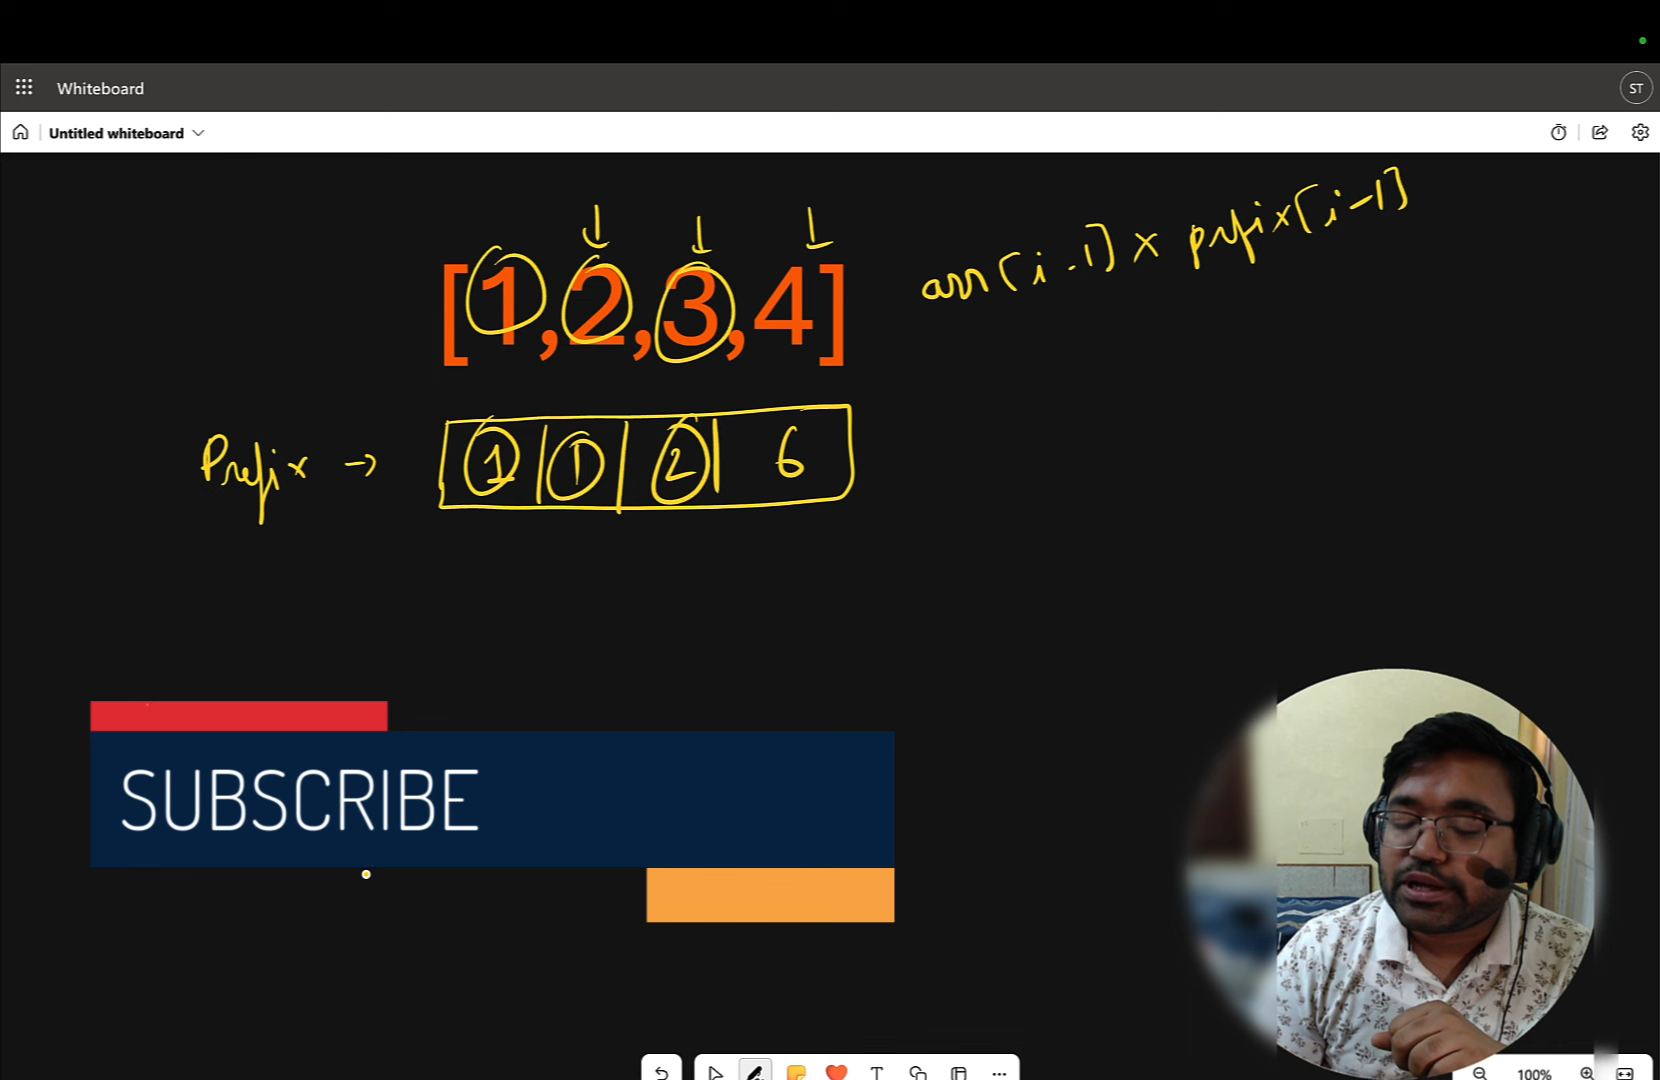 Whiteboard
ST
Untitled whiteboard
[1,2,3,4]
arr[i-1] x prefix[i-1]
Prefix → 1 | 1 | 2 | 6
SUBSCRIBE
T
100%